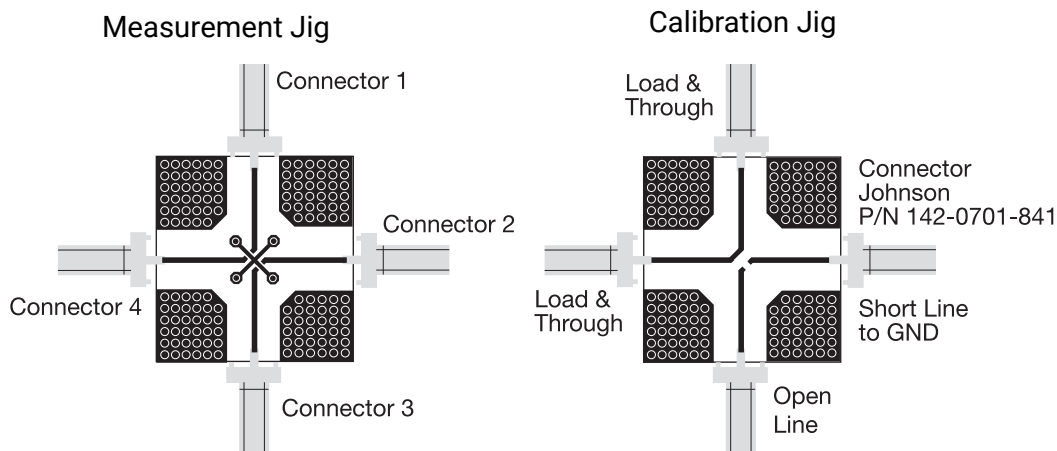 Measurement Jig
Connector 1
Connector 2
Connector 4
Connector 3
Calibration Jig
Load &
Through
Connector
Johnson
P/N 142-0701-841
Load &
Through
Short Line
to GND
Open
Line